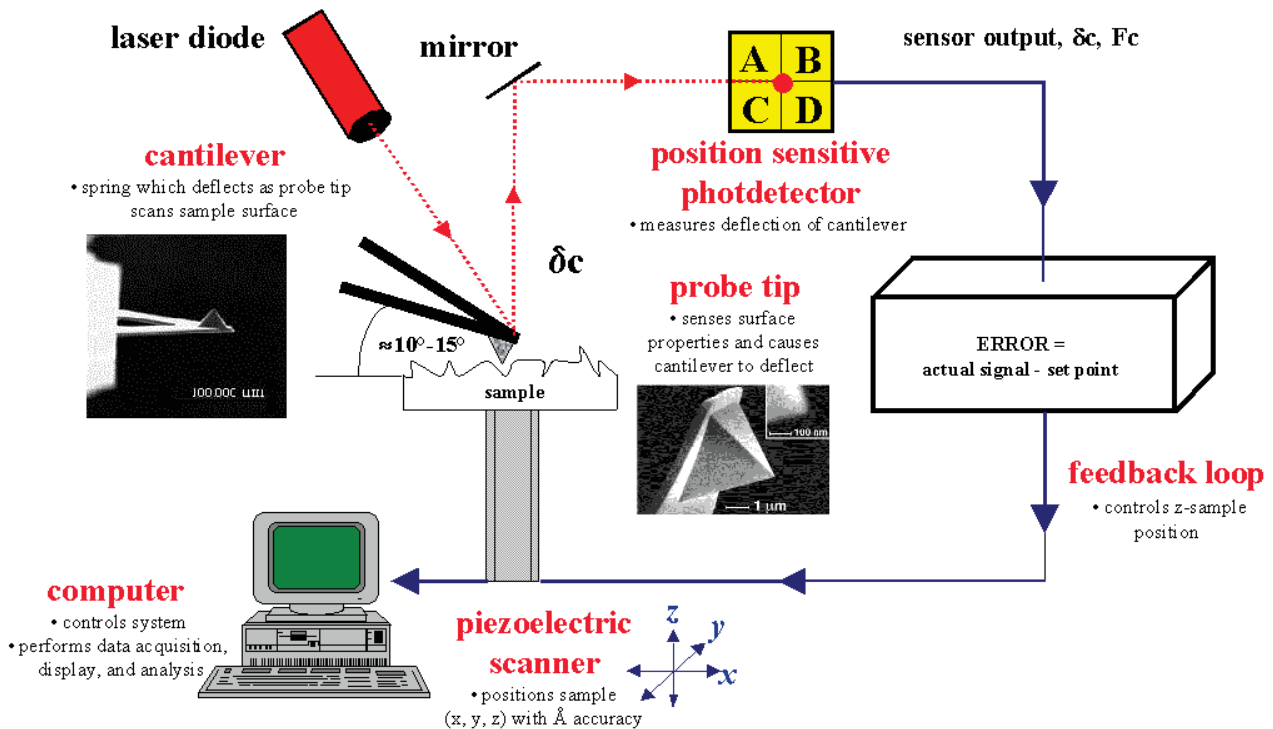 laser diode
mirror
A B
C D
sensor output, δc, Fc
cantilever
• spring which deflects as probe tip
scans sample surface
100.000 µm
position sensitive
photdetector
• measures deflection of cantilever
δc
≈10°-15°
sample
probe tip
• senses surface
properties and causes
cantilever to deflect
100 nm
1 µm
ERROR =
actual signal - set point
feedback loop
• controls z-sample
position
computer
• controls system
• performs data acquisition,
display, and analysis
piezoelectric
scanner
• positions sample
(x, y, z) with Å accuracy
z
y
x